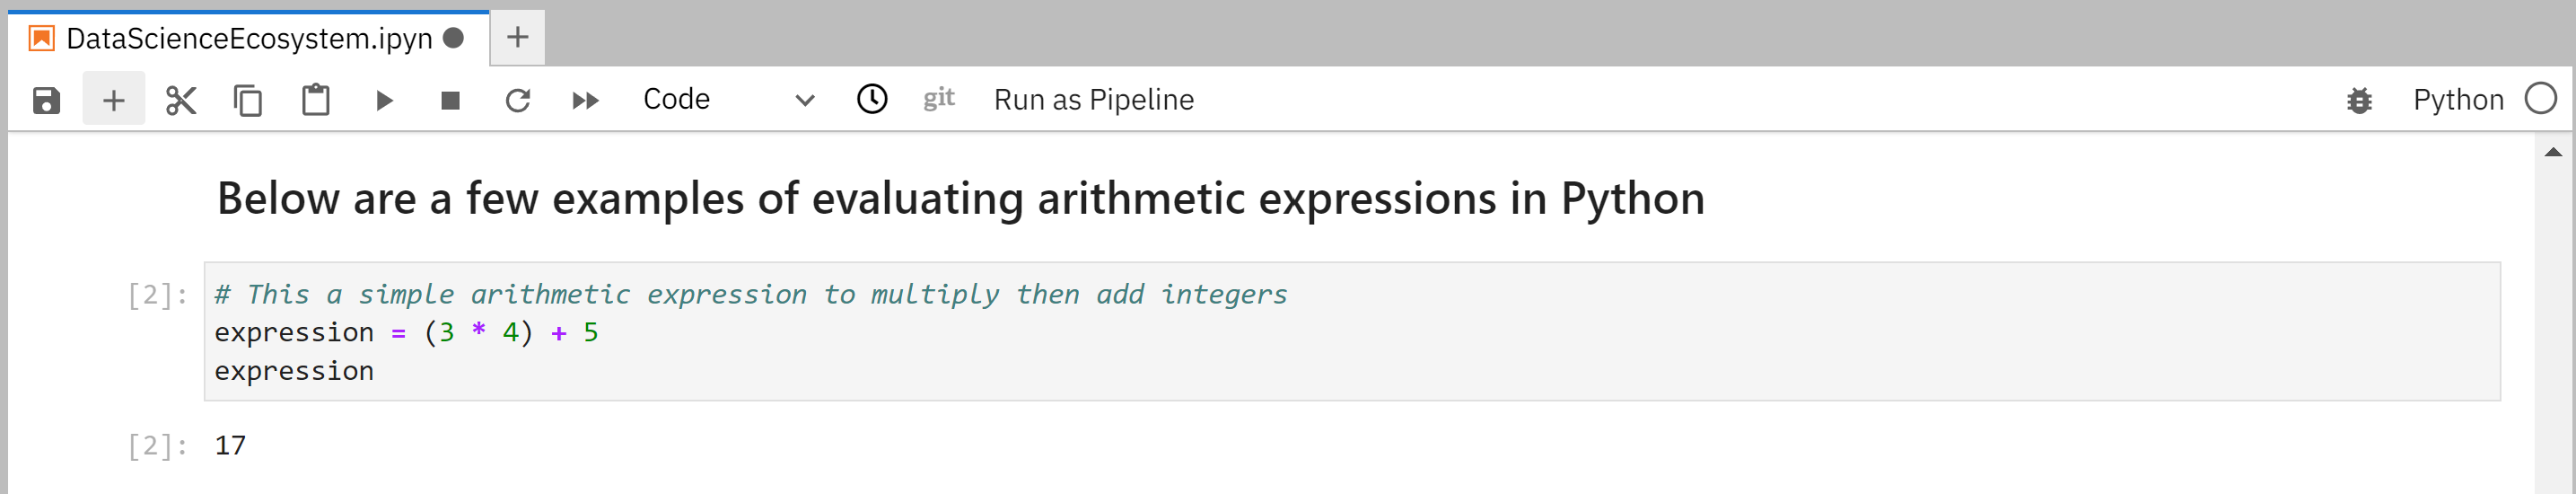 DataScienceEcosystem.ipyn
Code git Run as Pipeline Python
Below are a few examples of evaluating arithmetic expressions in Python
[2]: # This a simple arithmetic expression to multiply then add integers
expression = (3 * 4) + 5
expression
[2]: 17